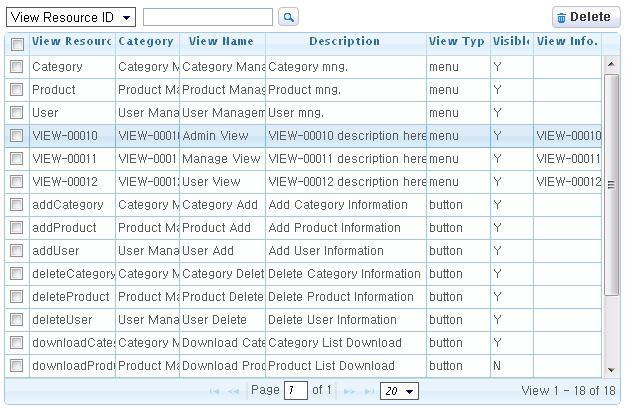 View Resource ID Delete
View Resourc Category View Name Description View Typ Visible View Info.
Category Category M Category Mana Category mng. menu Y
Product Product Ma Product Manag Product mng. menu Y
User User Mana User Managem User mng. menu Y
VIEW-00010 VIEW-0001 Admin View VIEW-00010 description here menu Y VIEW-00010
VIEW-00011 VIEW-0001 Manage View VIEW-00011 description here menu Y VIEW-00011
VIEW-00012 VIEW-0001 User View VIEW-00012 description here menu Y VIEW-00012
addCategory Category M Category Add Add Category Information button Y
addProduct Product Ma Product Add Add Product Information button Y
addUser User Mana User Add Add User Information button Y
deleteCategory Category M Category Delet Delete Category Information button Y
deleteProduct Product Ma Product Delete Delete Product Information button Y
deleteUser User Mana User Delete Delete User Information button Y
downloadCate Category M Download Cate Category List Download button Y
downloadProdu Product Ma Download Proc Product List Download button N
Page 1 of 1 20 View 1 - 18 of 18